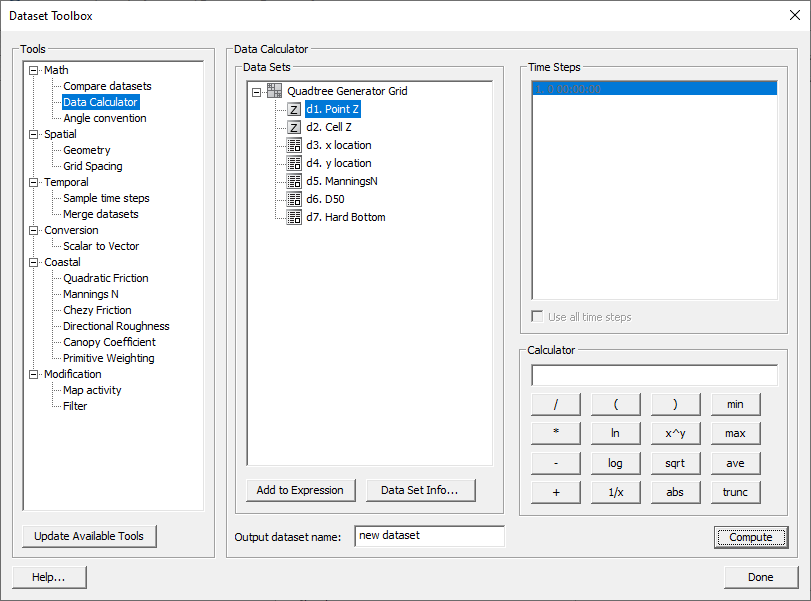 Dataset Toolbox
Tools
Math
Compare datasets
Data Calculator
Angle convention
Spatial
Geometry
Grid Spacing
Temporal
Sample time steps
Merge datasets
Conversion
Scalar to Vector
Coastal
Quadratic Friction
Mannings N
Chezy Friction
Directional Roughness
Canopy Coefficient
Primitive Weighting
Modification
Map activity
Filter
Update Available Tools
Help...
Data Calculator
Data Sets
Quadtree Generator Grid
d1. Point Z
d2. Cell Z
d3. x location
d4. y location
d5. ManningsN
d6. D50
d7. Hard Bottom
Add to Expression Data Set Info...
Output dataset name: new dataset
Time Steps
1. 0 00:00:00
Use all time steps
Calculator
/ ( ) min
* ln x^y max
- log sqrt ave
+ 1/x abs trunc
Compute
Done